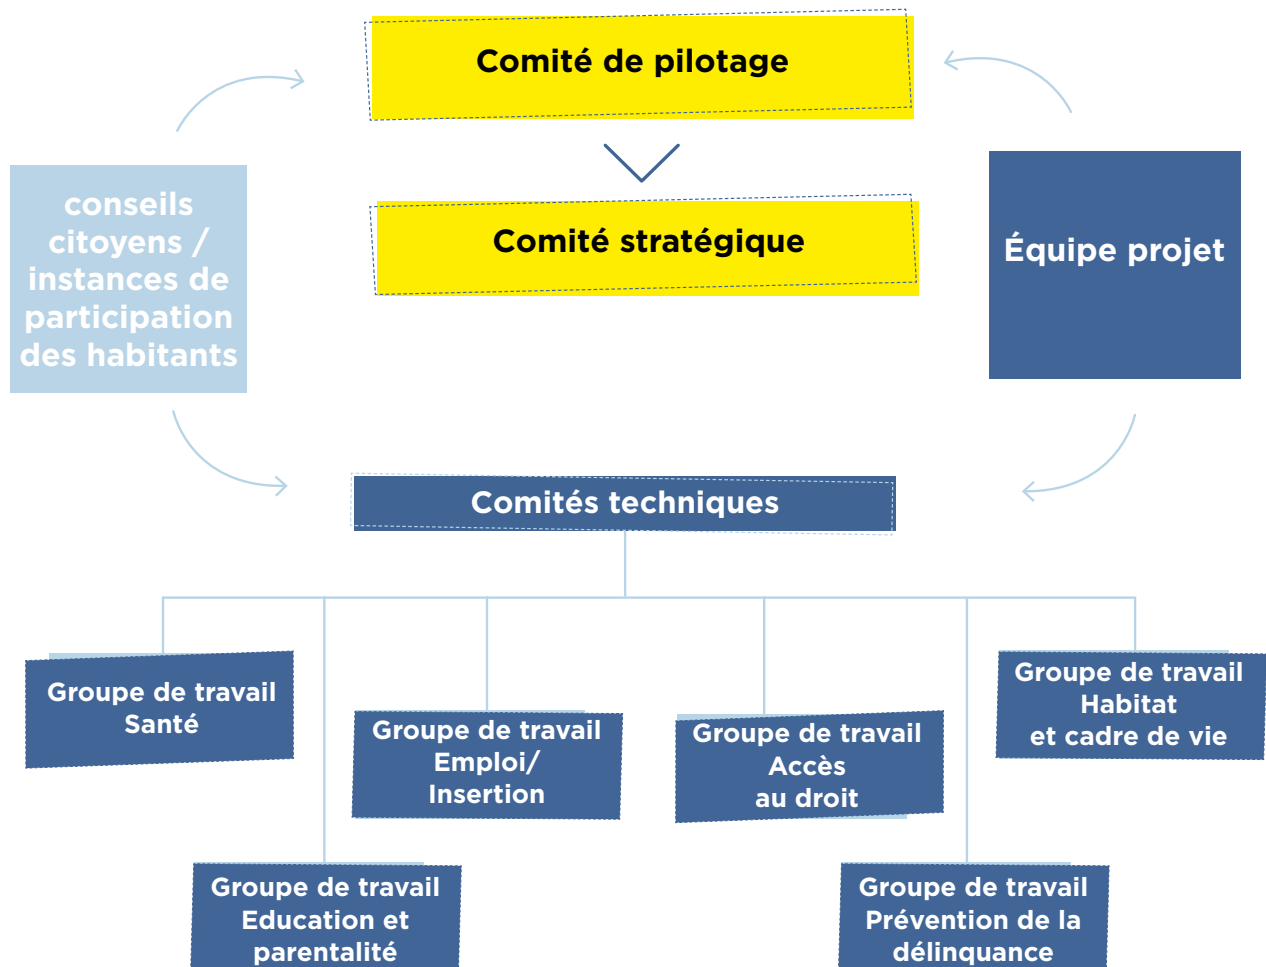 Comité de pilotage
conseils
citoyens /
instances de
participation
des habitants
Comité stratégique
Équipe projet
Comités techniques
Groupe de travail
Santé
Groupe de travail
Education et
parentalité
Groupe de travail
Emploi/
Insertion
Groupe de travail
Accès
au droit
Groupe de travail
Prévention de la
délinquance
Groupe de travail
Habitat
et cadre de vie